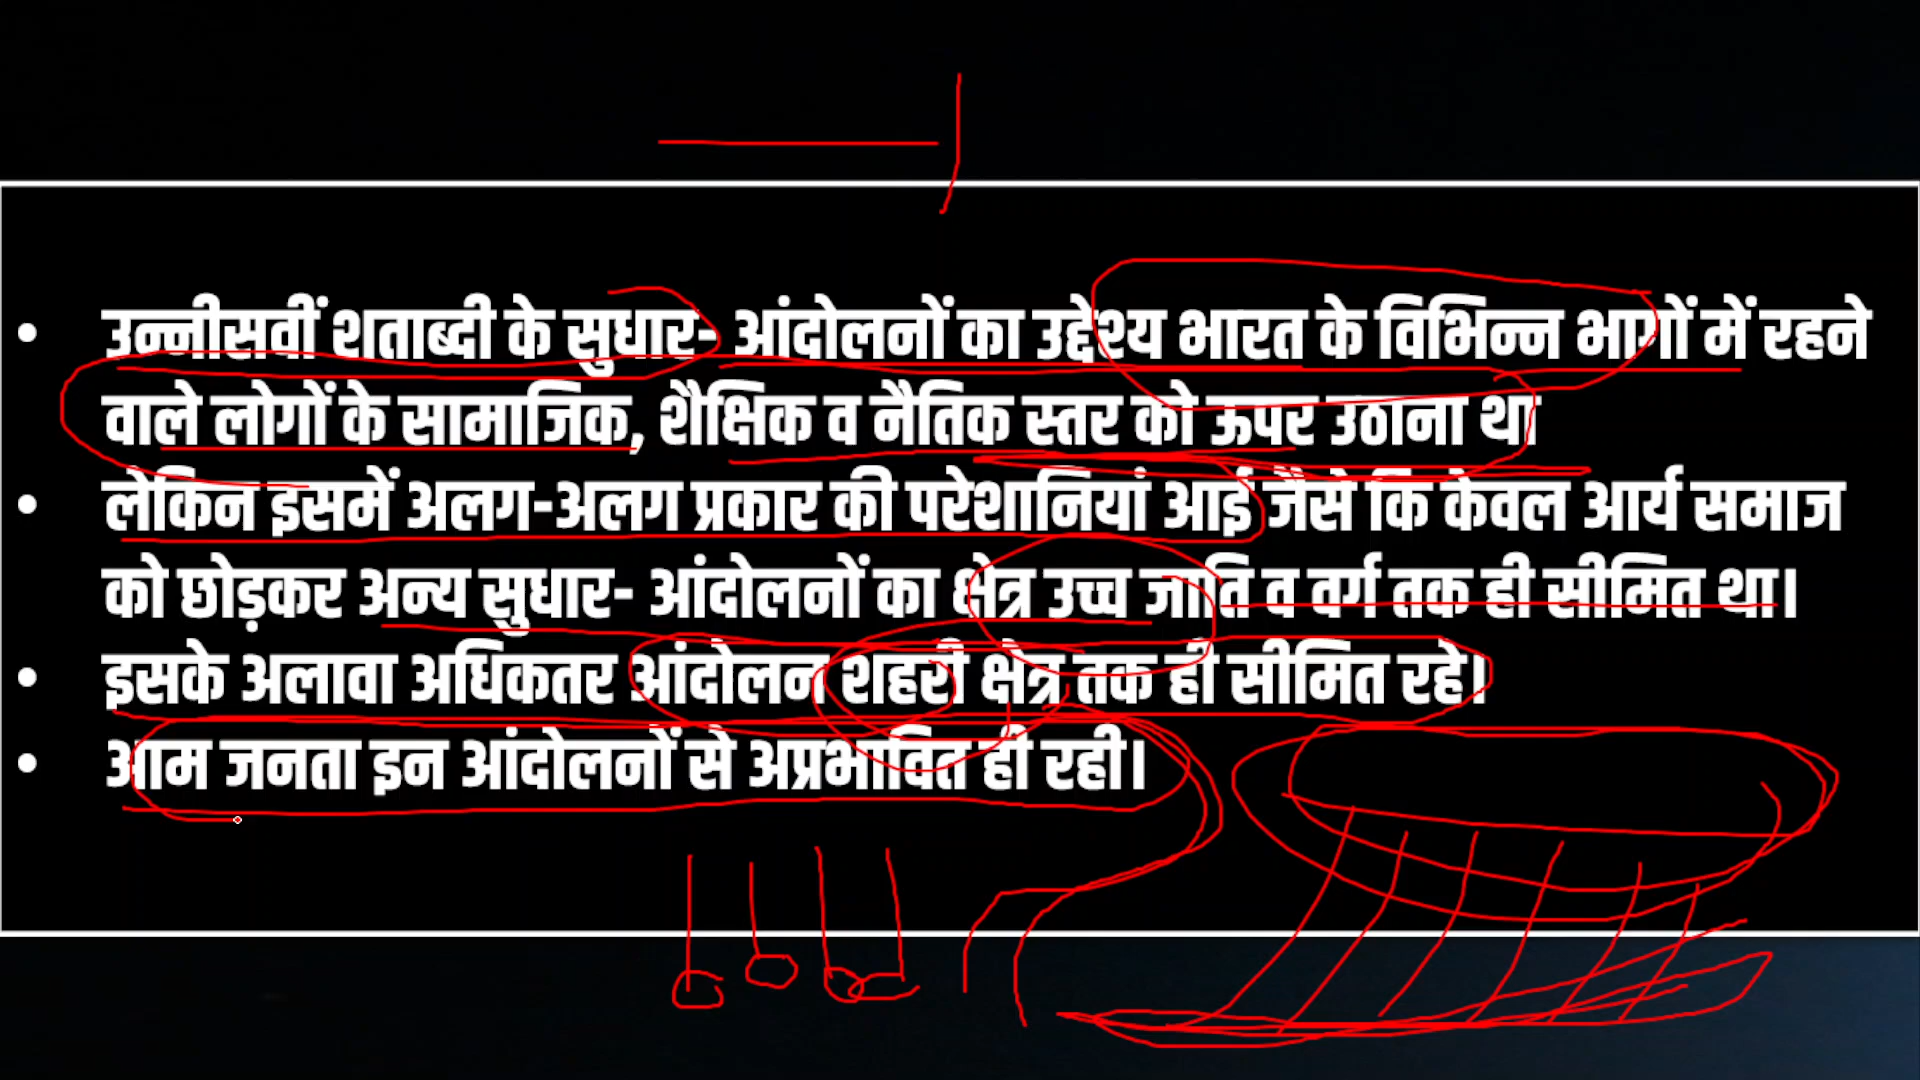 • उन्नीसवीं शताब्दी के सुधार- आंदोलनों का उद्देश्य भारत के विभिन्न भागों में रहने
वाले लोगों के सामाजिक, शैक्षिक व नैतिक स्तर को ऊपर उठाना था
• लेकिन इसमें अलग-अलग प्रकार की परेशानियां आई जैसे कि केवल आर्य समाज
को छोड़कर अन्य सुधार- आंदोलनों का क्षेत्र उच्च जाति व वर्ग तक ही सीमित था।
• इसके अलावा अधिकतर आंदोलन शहरी क्षेत्र तक ही सीमित रहे।
• आम जनता इन आंदोलनों से अप्रभावित ही रही।